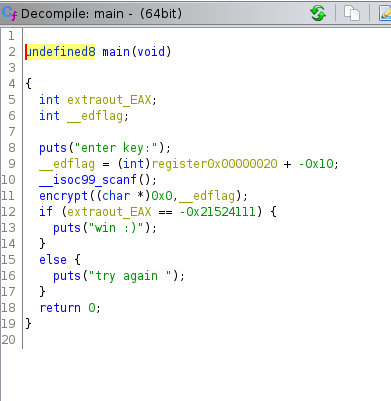 Decompile: main - (64bit)
1
2 undefined8 main(void)
3
4 {
5 int extraout_EAX;
6 int __edflag;
7
8 puts("enter key:");
9 __edflag = (int)register0x00000020 + -0x10;
10 __isoc99_scanf();
11 encrypt((char *)0x0,__edflag);
12 if (extraout_EAX == -0x21524111) {
13 puts("win :)");
14 }
15 else {
16 puts("try again ");
17 }
18 return 0;
19 }
20